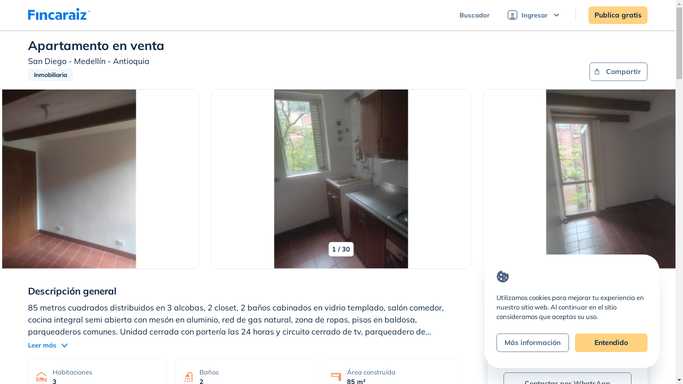 Fincaraiz
Buscador
Ingresar
Publica gratis
Apartamento en venta
San Diego - Medellín - Antioquia
Inmobiliaria
Compartir
1 / 30
Descripción general
85 metros cuadrados distribuidos en 3 alcobas, 2 closet, 2 baños cabinados en vidrio templado, salón comedor,
cocina integral semi abierta con mesón en aluminio, red de gas natural, zona de ropas, pisos en baldosa,
parqueaderos comunes. Unidad cerrada con portería las 24 horas y circuito cerrado de tv, parqueadero de...
Leer más
Habitaciones
3
Baños
2
Área construida
85 m²
Utilizamos cookies para mejorar tu experiencia en
nuestro sitio web. Al continuar en el sitio
consideramos que aceptas su uso.
Más información
Entendido
Contactar por WhatsApp